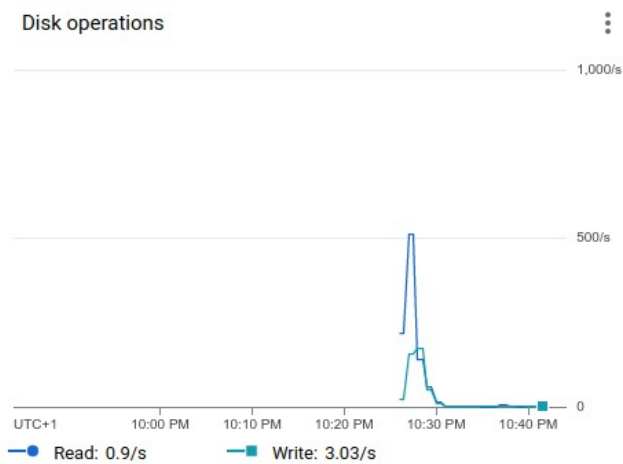 Disk operations
1,000/s
500/s
0
UTC+1 10:00 PM 10:10 PM 10:20 PM 10:30 PM 10:40 PM
Read: 0.9/s Write: 3.03/s